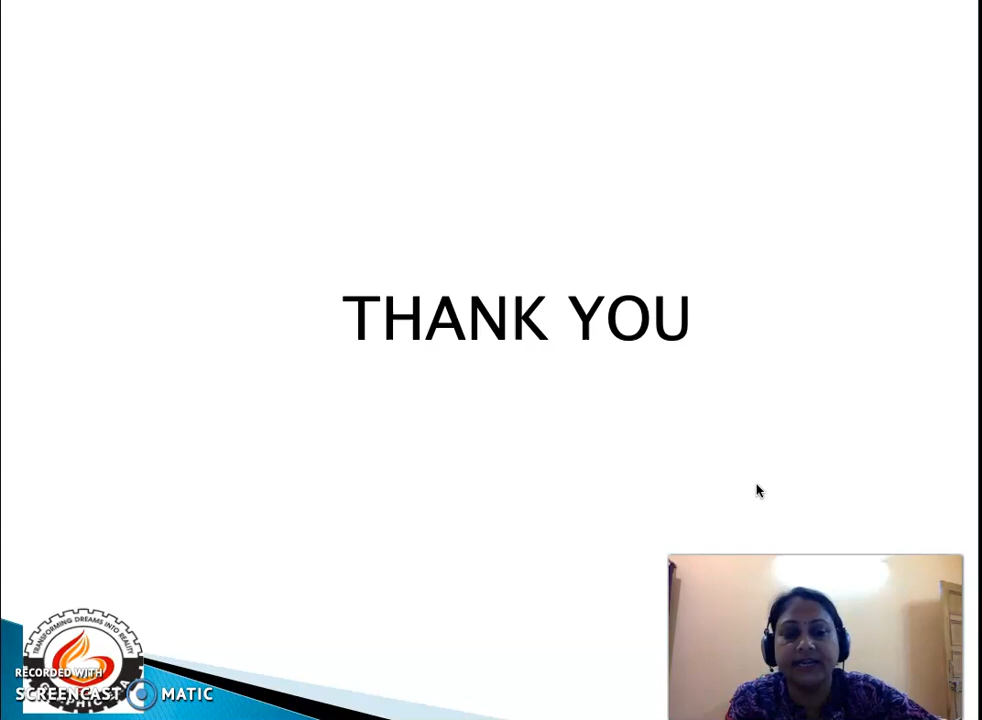 THANK YOU
TRANSFORMING DREAMS INTO REALITY
RECORDED WITH
SCREENCAST MATIC